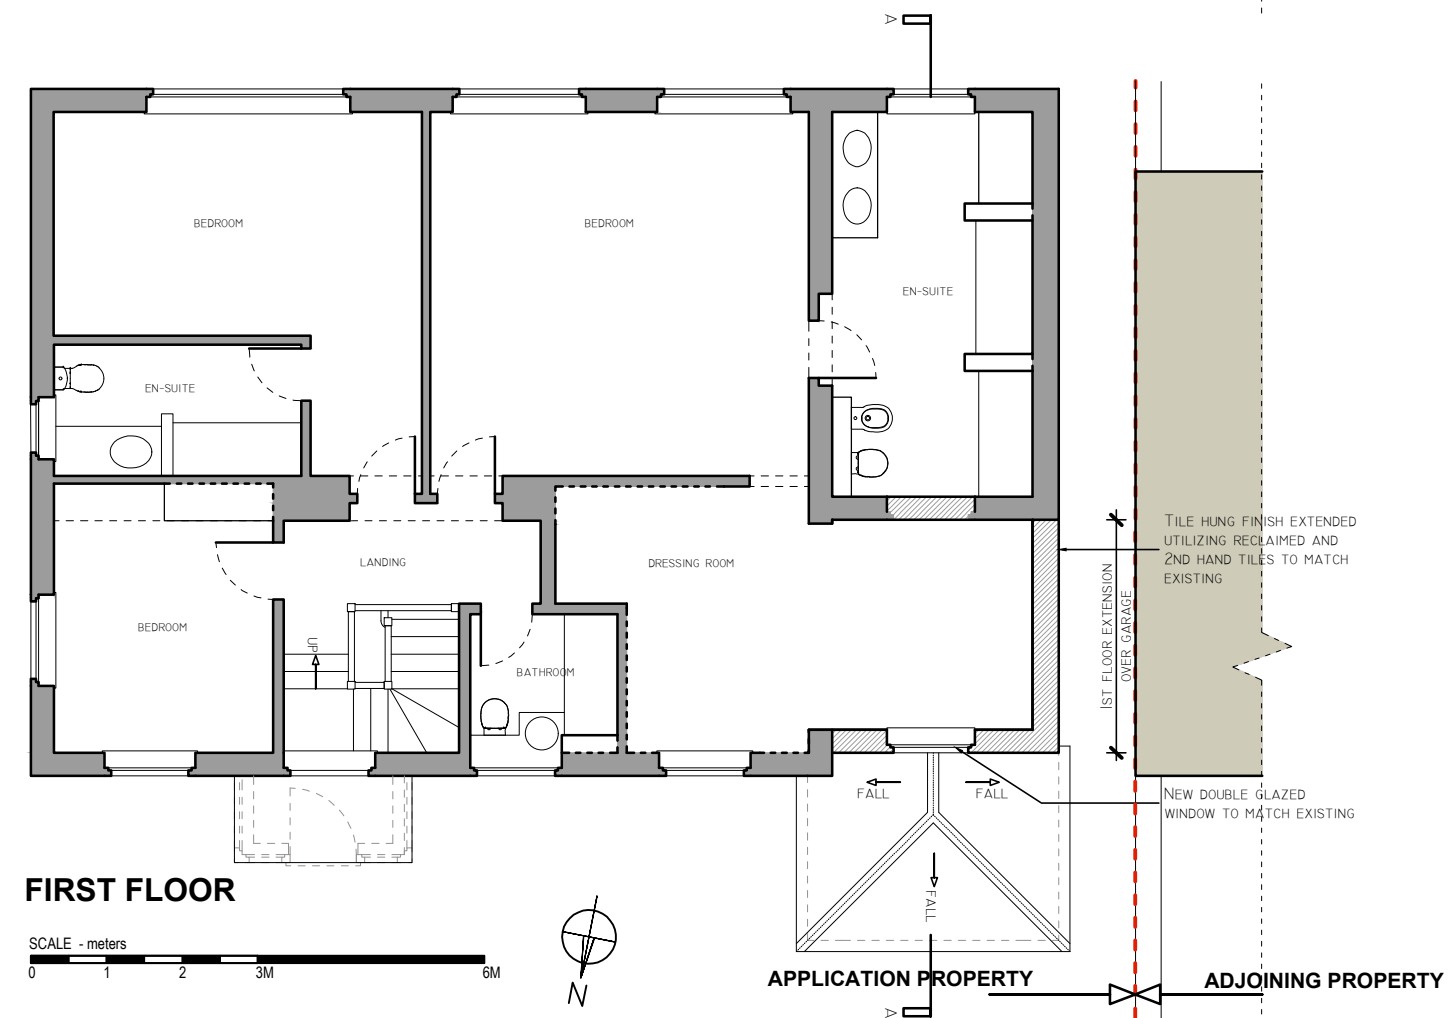 A
BEDROOM
BEDROOM
EN-SUITE
EN-SUITE
TILE HUNG FINISH EXTENDED
UTILIZING RECLAIMED AND
2ND HAND TILES TO MATCH
EXISTING
LANDING
DRESSING ROOM
1ST FLOOR EXTENSION
OVER GARAGE
BEDROOM
UP
BATHROOM
FALL
FALL
NEW DOUBLE GLAZED
WINDOW TO MATCH EXISTING
FALL
FIRST FLOOR
SCALE - meters
0 1 2 3M 6M
N
APPLICATION PROPERTY
ADJOINING PROPERTY
A